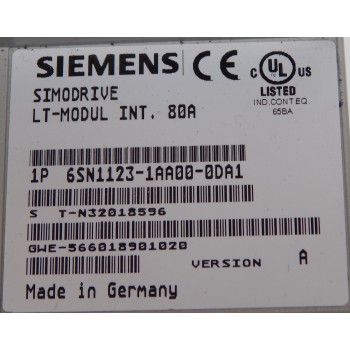 SIEMENS CE C UL US
LISTED
SIMODRIVE
IND.CONT.EQ.
LT-MODUL INT. 80A
65BA
1P 6SN1123-1AA00-0DA1
S T-N32018596
GWE-566018901020
VERSION A
Made in Germany